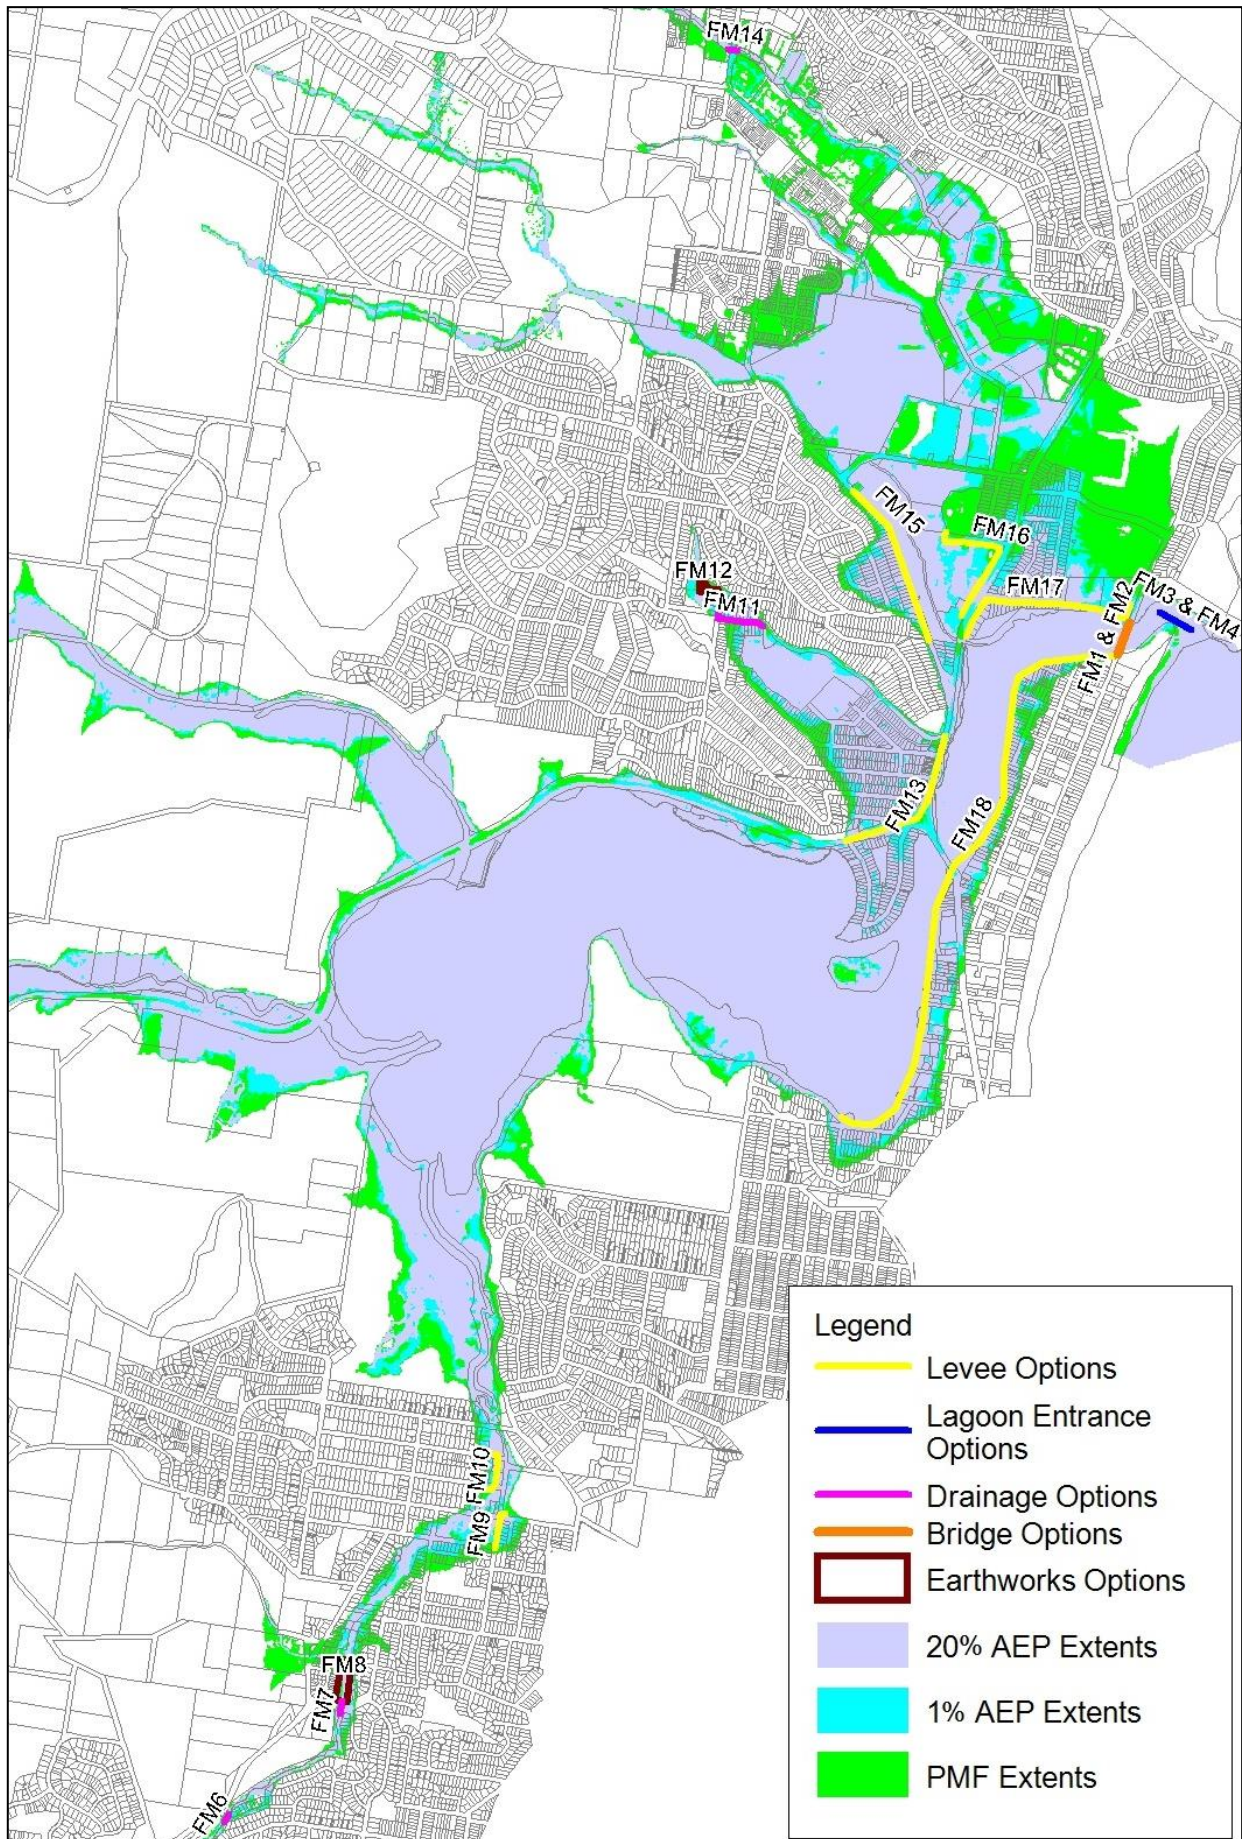 FM14
FM15
FM16
FM12
FM11
FM17
FM3 & FM4
FM1 & FM2
FM13
FM18
FM10
FM9
FM8
FM7
FM6
Legend
Levee Options
Lagoon Entrance
Options
Drainage Options
Bridge Options
Earthworks Options
20% AEP Extents
1% AEP Extents
PMF Extents